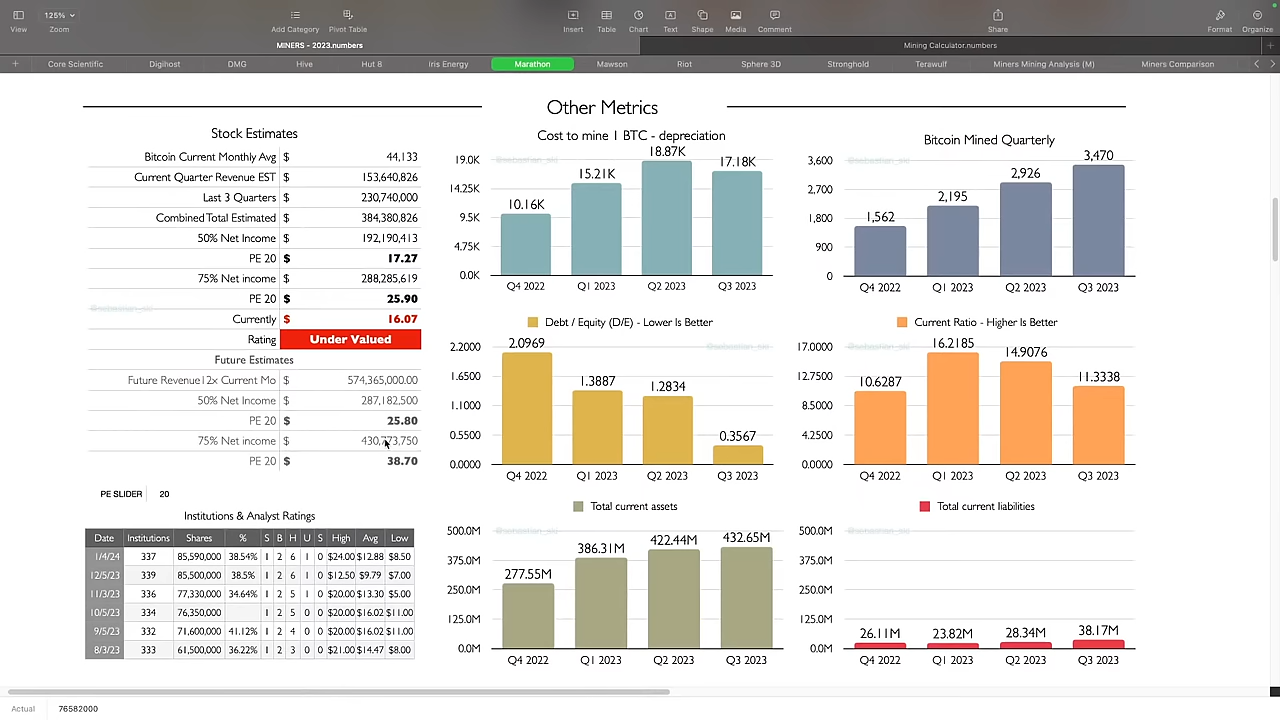 125%
View Zoom Add Category Pivot Table Insert Table Chart Text Shape Media Comment Share Format Organize
MINERS - 2023.numbers Mining Calculator.numbers
Core Scientific Digihost DMG Hive Hut 8 Iris Energy Marathon Mawson Riot Sphere 3D Stronghold Terawulf Miners Mining Analysis (M) Miners Comparison
Other Metrics
Stock Estimates
Bitcoin Current Monthly Avg $ 44,133
Current Quarter Revenue EST $ 153,640,826
Last 3 Quarters $ 230,740,000
Combined Total Estimated $ 384,380,826
50% Net Income $ 192,190,413
PE 20 $ 17.27
75% Net income $ 288,285,619
PE 20 $ 25.90
@sebastian_ski
Currently $ 16.07
Rating Under Valued
Future Estimates
Future Revenue12x Current Mo $ 574,365,000.00
50% Net Income $ 287,182,500
PE 20 $ 25.80
75% Net income $ 430,773,750
PE 20 $ 38.70
PE SLIDER 20
Institutions & Analyst Ratings
Date Institutions Shares % S B H U S High Avg Low
1/4/24 337 85,590,000 38.54% 1 2 6 1 0 $24.00 $12.88 $8.50
12/5/23 339 85,500,000 38.5% 1 2 6 1 0 $12.50 $9.79 $7.00
11/3/23 336 77,330,000 34.64% 1 2 5 1 0 $20.00 $13.30 $5.00
10/5/23 334 76,350,000 1 2 5 0 0 $20.00 $16.02 $11.00
9/5/23 332 71,600,000 41.12% 1 2 4 0 0 $20.00 $16.02 $11.00
8/3/23 333 61,500,000 36.22% 1 2 3 0 0 $21.00 $14.47 $8.00
Cost to mine 1 BTC - depreciation
@sebastian_ski
19.0K
14.25K
9.5K
4.75K
0.0K
10.16K 15.21K 18.87K 17.18K
Q4 2022 Q1 2023 Q2 2023 Q3 2023
Bitcoin Mined Quarterly
@sebastian_ski
3,600
2,700
1,800
900
0
1,562 2,195 2,926 3,470
Q4 2022 Q1 2023 Q2 2023 Q3 2023
Debt / Equity (D/E) - Lower Is Better
@sebastian_ski
2.2000
1.6500
1.1000
0.5500
0.0000
2.0969 1.3887 1.2834 0.3567
Q4 2022 Q1 2023 Q2 2023 Q3 2023
Current Ratio - Higher Is Better
@sebastian_ski
17.0000
12.7500
8.5000
4.2500
0.0000
10.6287 16.2185 14.9076 11.3338
Q4 2022 Q1 2023 Q2 2023 Q3 2023
Total current assets
@sebastian_ski
500.0M
375.0M
250.0M
125.0M
0.0M
277.55M 386.31M 422.44M 432.65M
Q4 2022 Q1 2023 Q2 2023 Q3 2023
Total current liabilities
@sebastian_ski
500.0M
375.0M
250.0M
125.0M
0.0M
26.11M 23.82M 28.34M 38.17M
Q4 2022 Q1 2023 Q2 2023 Q3 2023
Actual 76582000